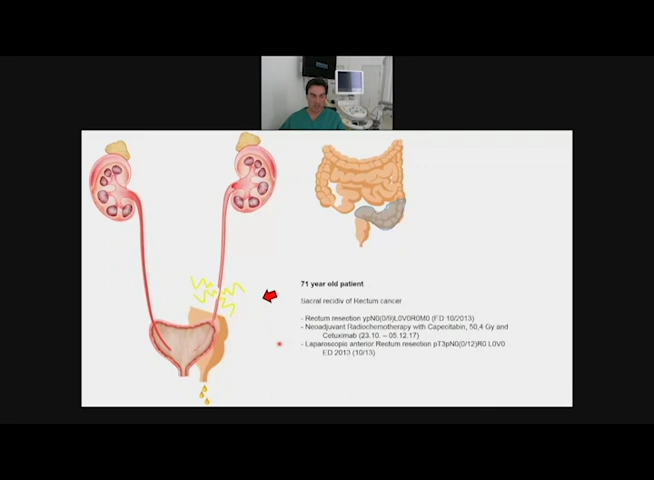 71 year old patient
Sacral recidiv of Rectum cancer
- Rectum resection ypN0(0/9)L0V0R0M0 (ED 10/2013)
- Neoadjuvant Radiochemotherapy with Capecitabin, 50,4 Gy and
Cetuximab (23.10. – 05.12.17)
- Laparoscopic anterior Rectum resection pT3pN0(0/12)R0 L0V0
ED 2013 (10/13)